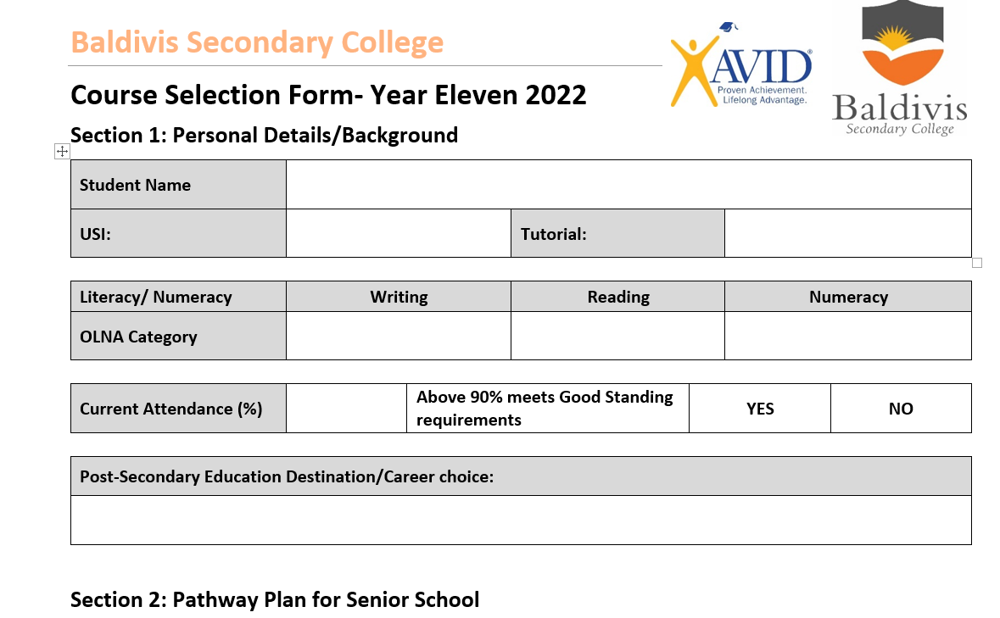 Baldivis Secondary College
AVID®
Proven Achievement.
Lifelong Advantage.
Baldivis
Secondary College
Course Selection Form- Year Eleven 2022
Section 1: Personal Details/Background
Student Name
USI: Tutorial:
Literacy/ Numeracy Writing Reading Numeracy
OLNA Category
Current Attendance (%) Above 90% meets Good Standing requirements YES NO
Post-Secondary Education Destination/Career choice:
Section 2: Pathway Plan for Senior School